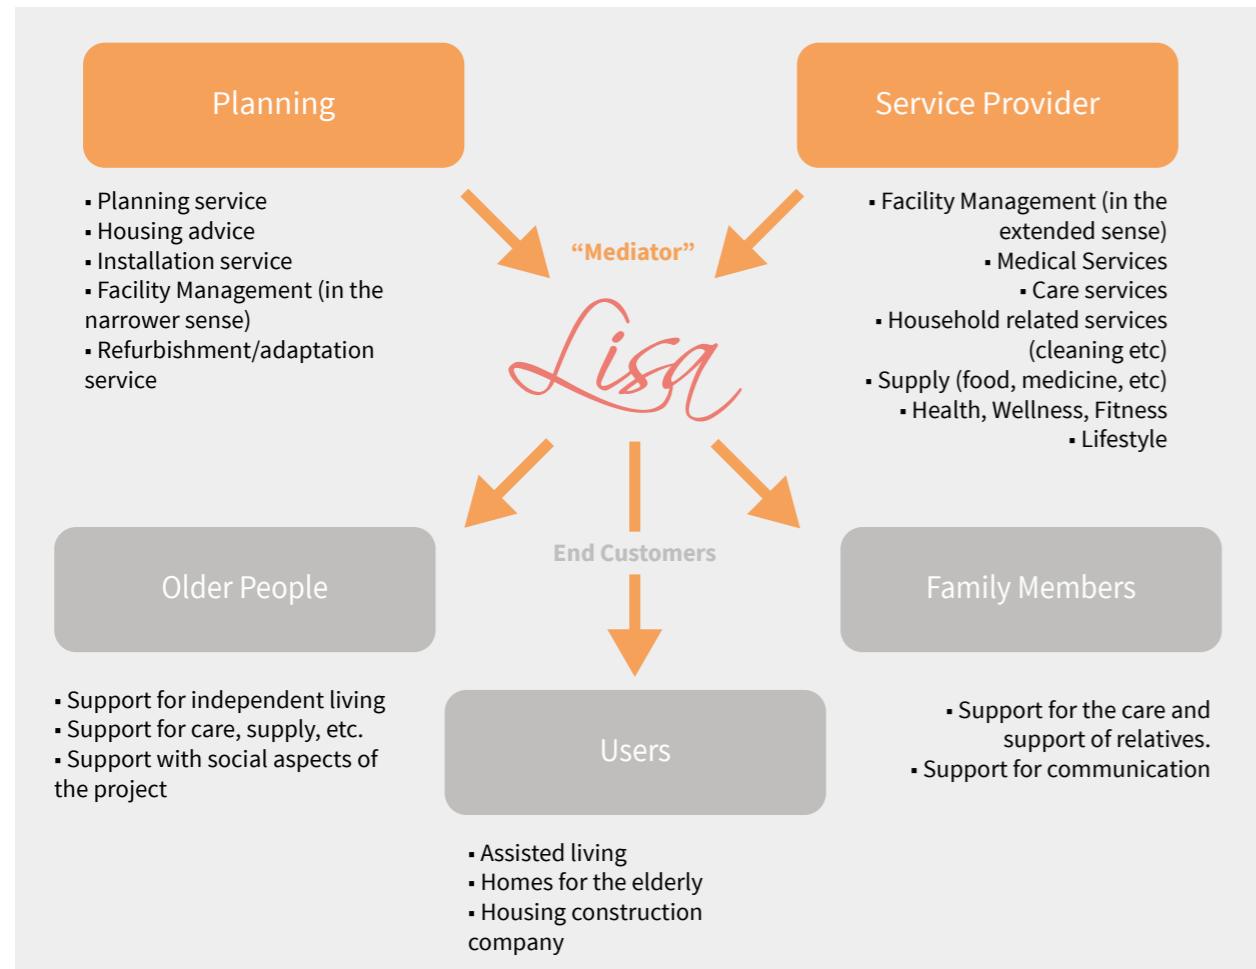 Planning
▪ Planning service
▪ Housing advice
▪ Installation service
▪ Facility Management (in the
narrower sense)
▪ Refurbishment/adaptation
service
Service Provider
▪ Facility Management (in the
extended sense)
▪ Medical Services
▪ Care services
▪ Household related services
(cleaning etc)
▪ Supply (food, medicine, etc)
▪ Health, Wellness, Fitness
▪ Lifestyle
“Mediator”
Lisa
End Customers
Older People
▪ Support for independent living
▪ Support for care, supply, etc.
▪ Support with social aspects of
the project
Users
▪ Assisted living
▪ Homes for the elderly
▪ Housing construction
company
Family Members
▪ Support for the care and
support of relatives.
▪ Support for communication